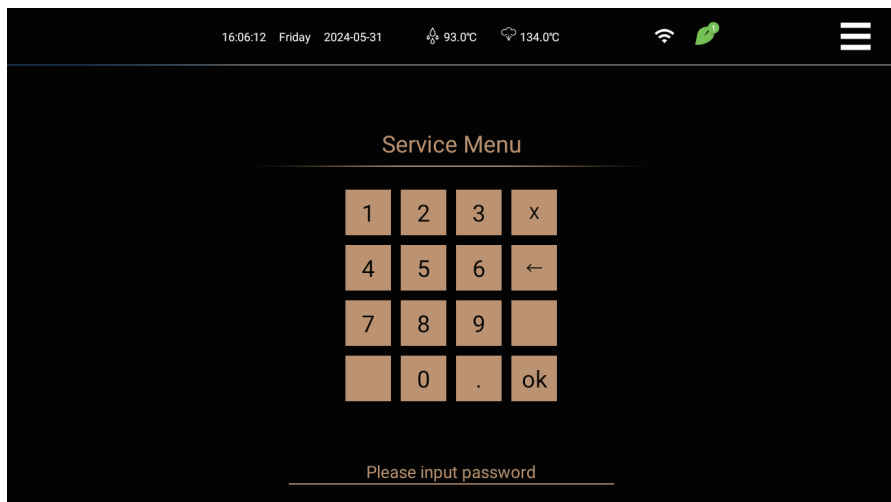 16:06:12 Friday 2024-05-31 93.0℃ 134.0℃
Service Menu
1 2 3 X
4 5 6 ←
7 8 9
0 . ok
Please input password